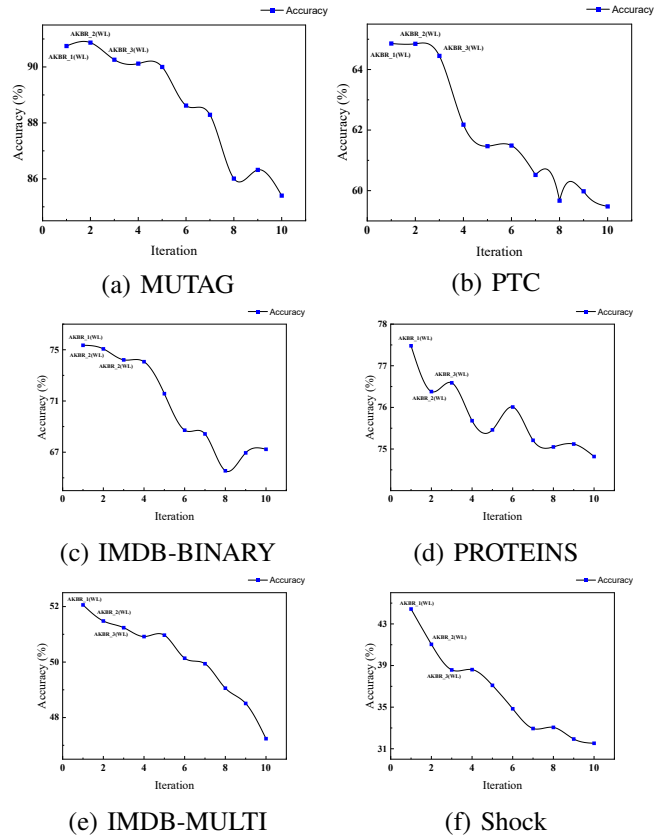 Accuracy
AKBR_2(WL)
AKBR_1(WL)
AKBR_3(WL)
90
88
86
Accuracy (%)
0 2 4 6 8 10
Iteration
(a) MUTAG
Accuracy
AKBR_2(WL)
AKBR_1(WL)
AKBR_3(WL)
66
64
62
60
Accuracy (%)
0 2 4 6 8 10
Iteration
(b) PTC
Accuracy
AKBR_1(WL)
AKBR_2(WL)
AKBR_2(WL)
75
71
67
Accuracy (%)
0 2 4 6 8 10
Iteration
(c) IMDB-BINARY
Accuracy
AKBR_1(WL)
AKBR_3(WL)
AKBR_2(WL)
78
77
76
75
Accuracy (%)
0 2 4 6 8 10
Iteration
(d) PROTEINS
Accuracy
AKBR_1(WL)
AKBR_2(WL)
AKBR_3(WL)
52
50
48
Accuracy (%)
0 2 4 6 8 10
Iteration
(e) IMDB-MULTI
Accuracy
AKBR_1(WL)
AKBR_2(WL)
AKBR_3(WL)
43
39
35
31
Accuracy (%)
0 2 4 6 8 10
Iteration
(f) Shock